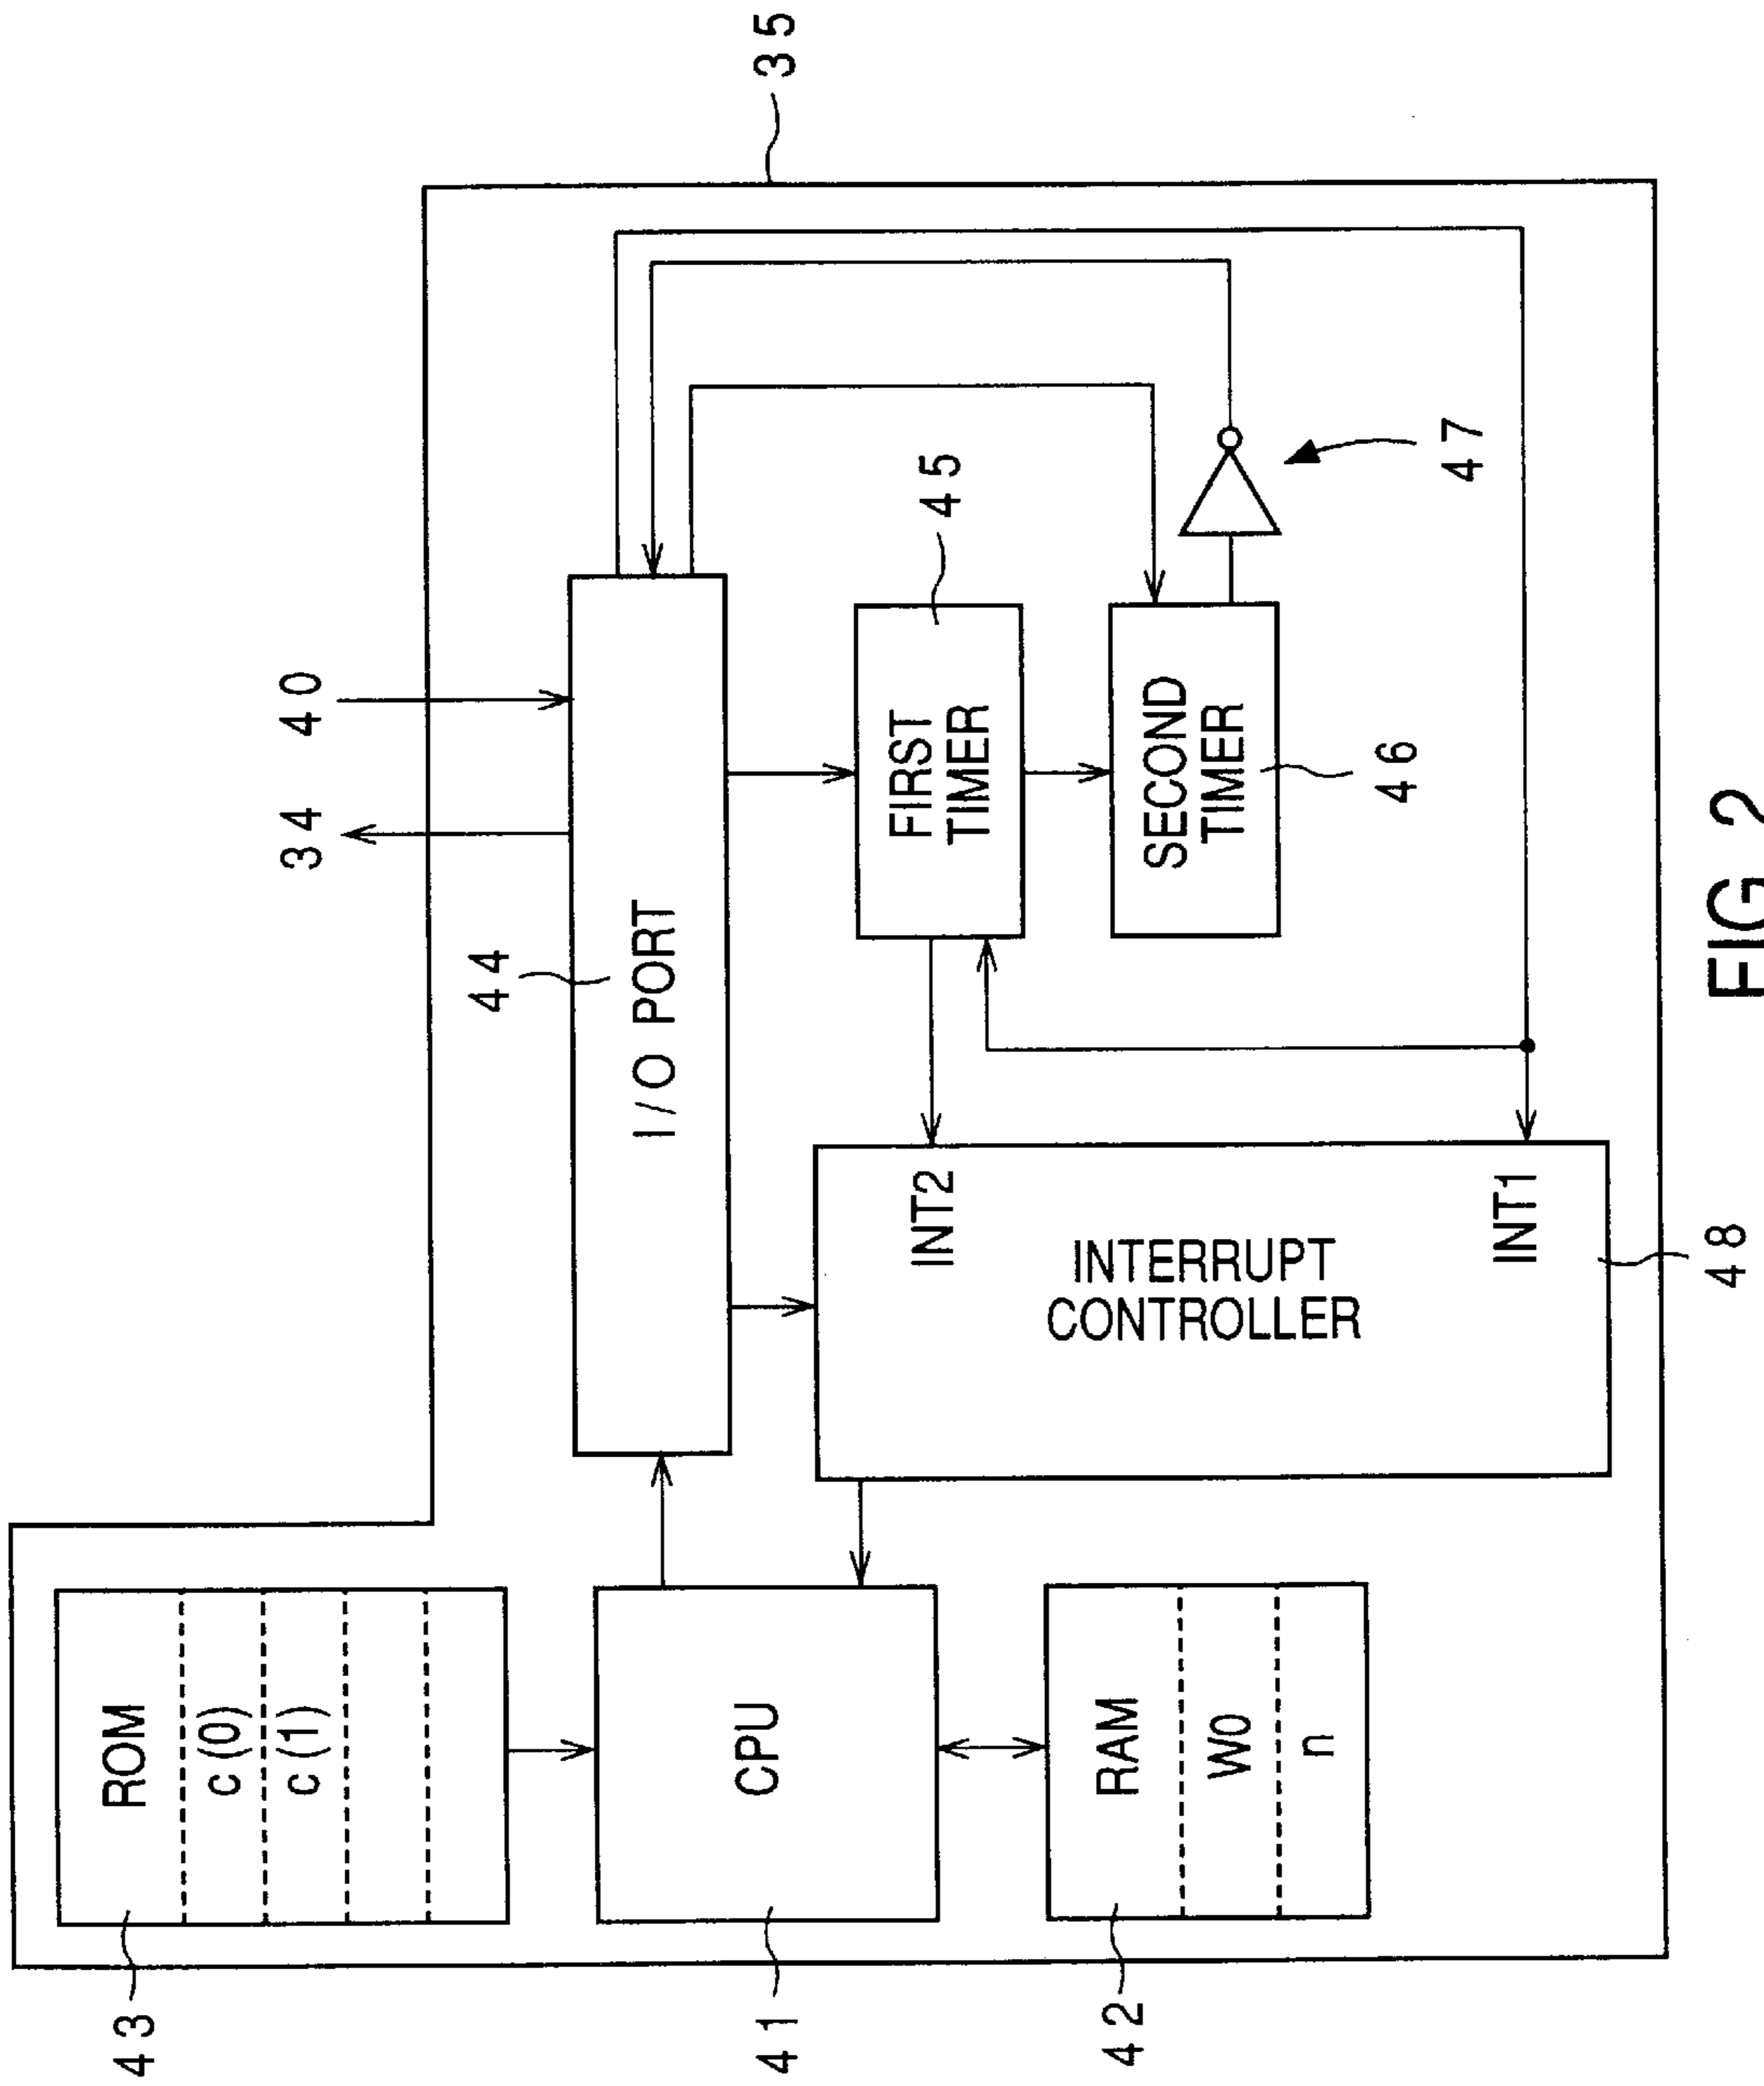 35
43
ROM
c (0)
c (1)
41
CPU
42
RAM
W0
n
34
40
44
I/O PORT
45
FIRST
TIMER
SECOND
TIMER
46
47
INT2
INTERRUPT
CONTROLLER
INT1
48
FIG. 2